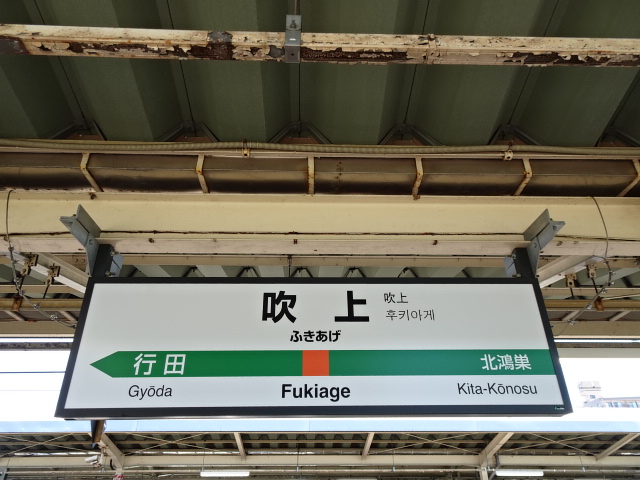 吹上
吹上
후키아게
ふきあげ
行田
北鴻巣
Gyōda
Fukiage
Kita-Kōnosu